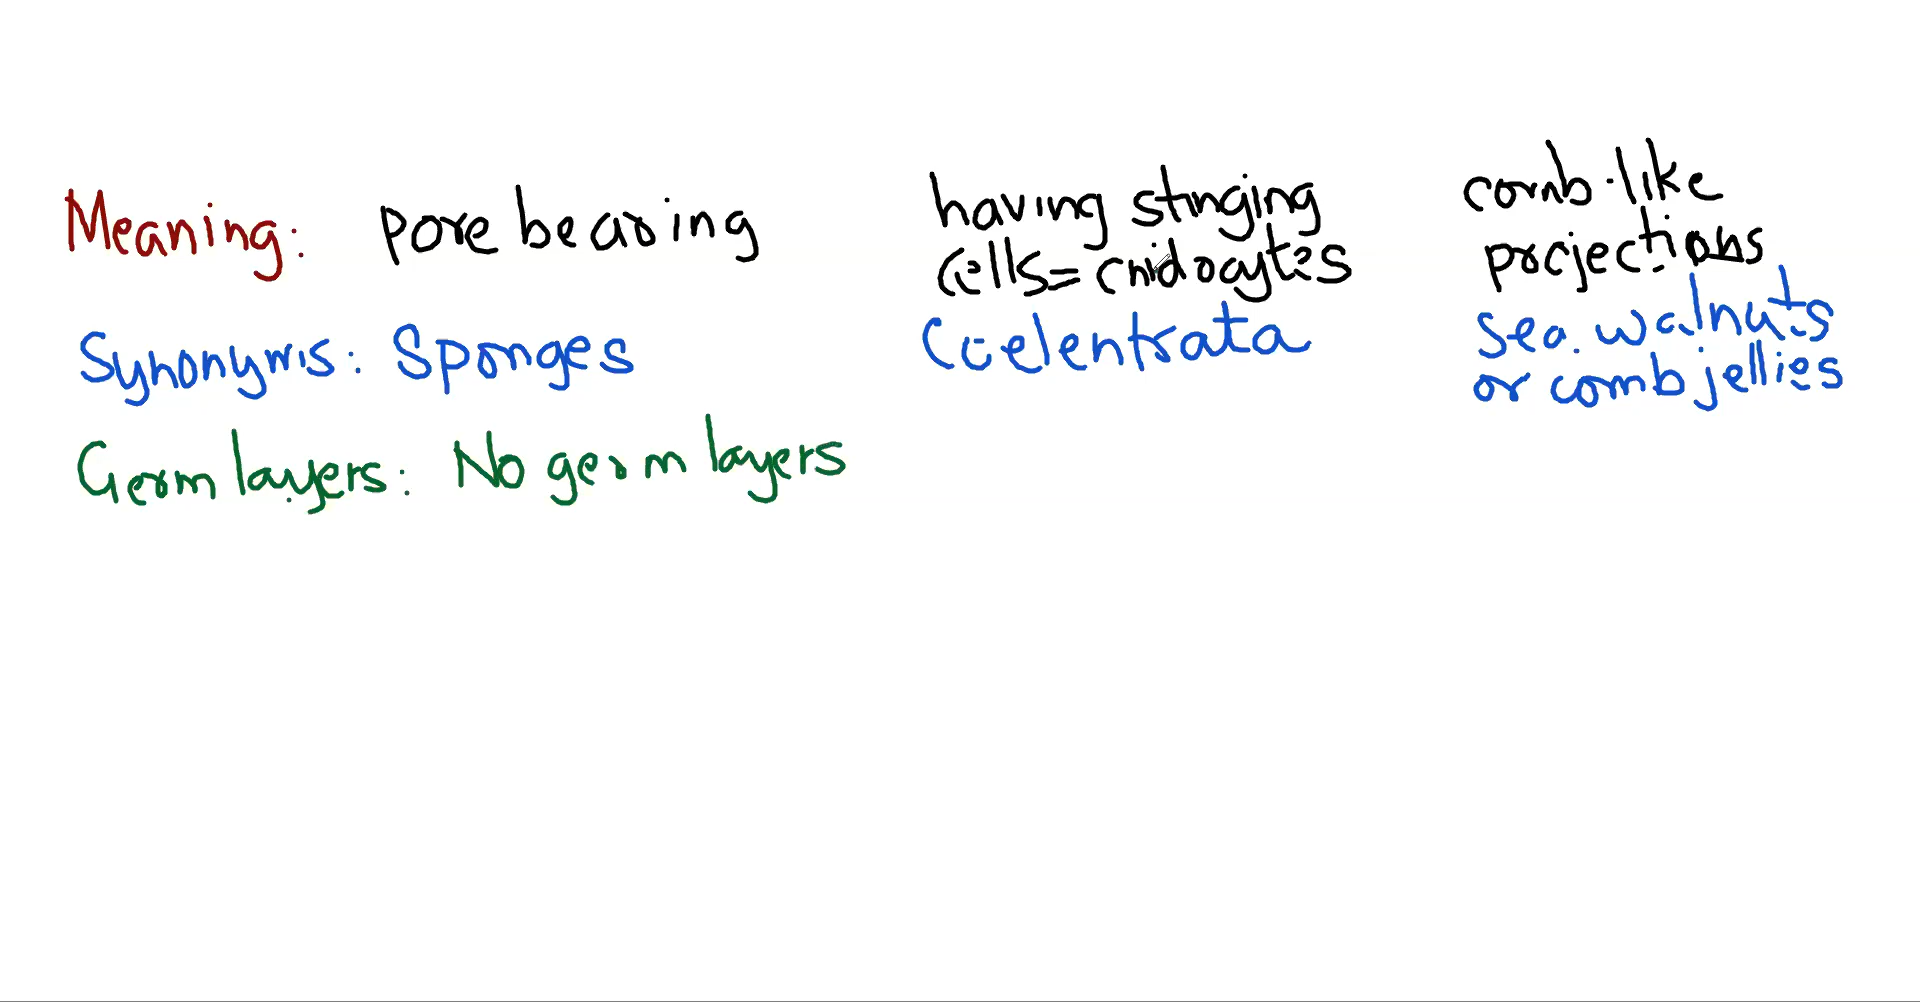 Meaning: pore bearing
having stinging
cells = cnidocytes
comb-like
projections
Synonyms: Sponges
Coelentrata
Sea walnuts
or comb jellies
Germ layers: No germ layers